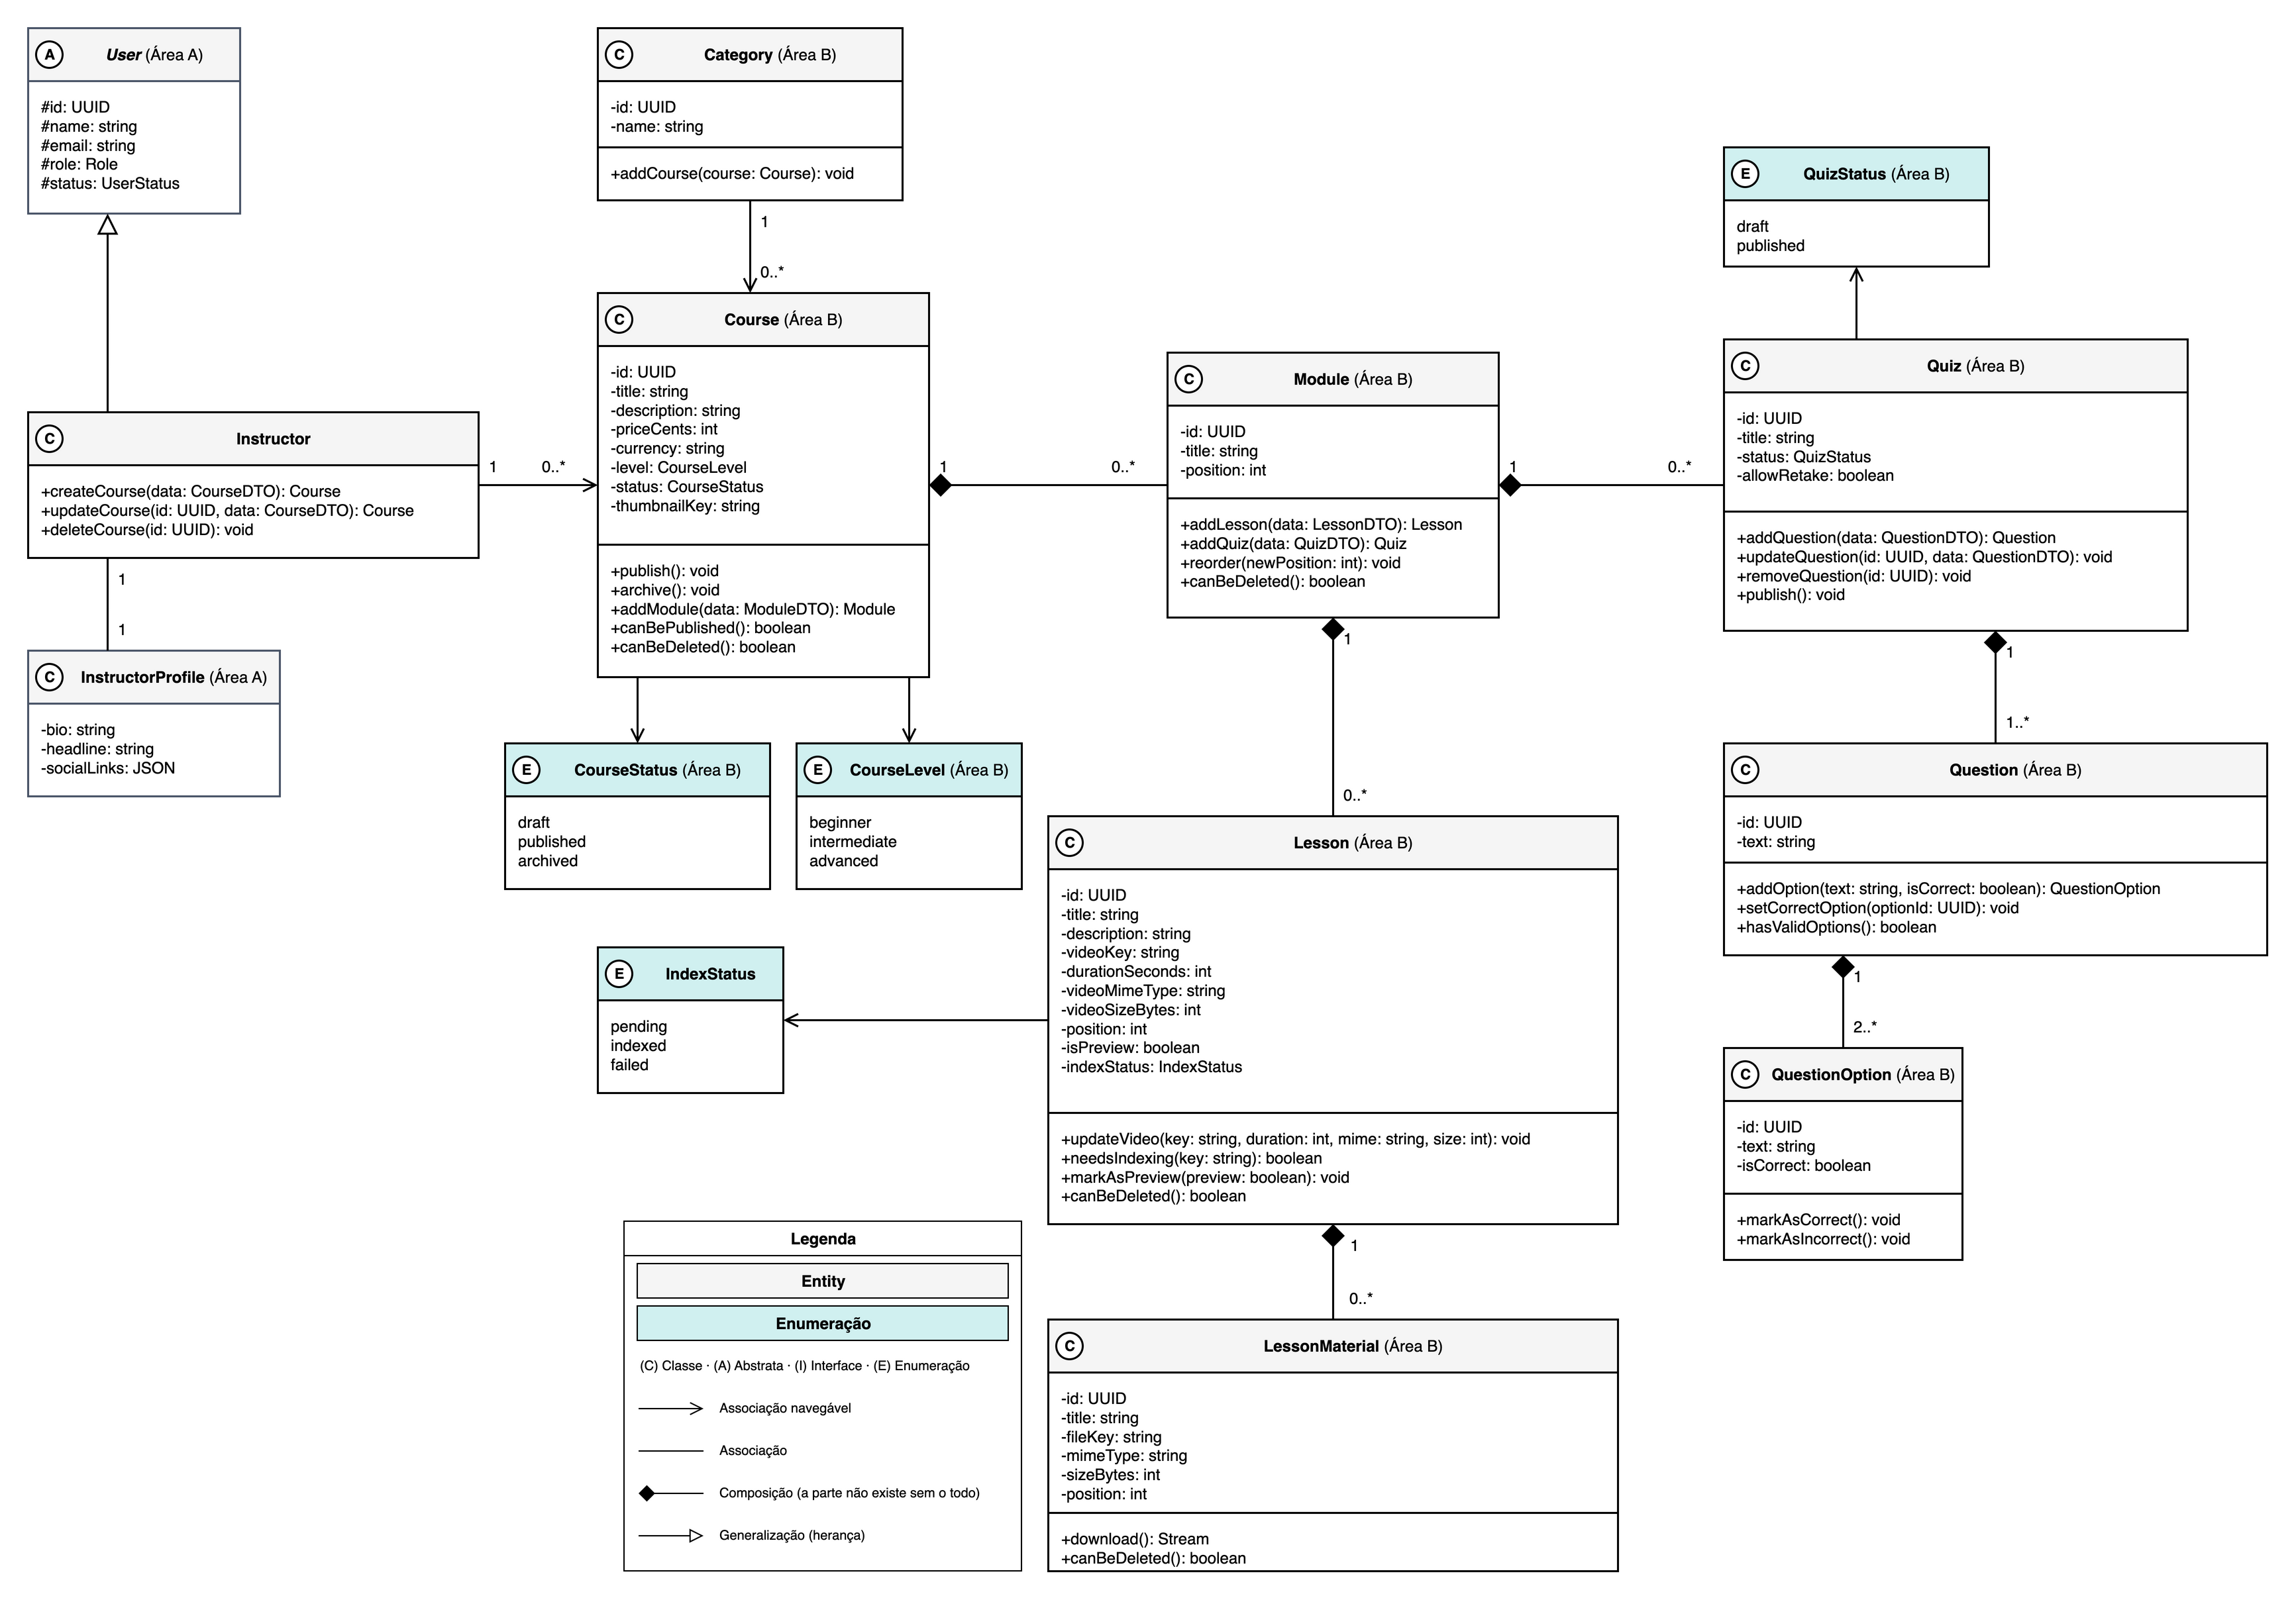 A
User (Área A)
#id: UUID
#name: string
#email: string
#role: Role
#status: UserStatus
C
Category (Área B)
-id: UUID
-name: string
+addCourse(course: Course): void
1
0..*
E
QuizStatus (Área B)
draft
published
C
Course (Área B)
-id: UUID
-title: string
-description: string
-priceCents: int
-currency: string
-level: CourseLevel
-status: CourseStatus
-thumbnailKey: string
+publish(): void
+archive(): void
+addModule(data: ModuleDTO): Module
+canBePublished(): boolean
+canBeDeleted(): boolean
C
Instructor
+createCourse(data: CourseDTO): Course
+updateCourse(id: UUID, data: CourseDTO): Course
+deleteCourse(id: UUID): void
1
0..*
1
1
C
InstructorProfile (Área A)
-bio: string
-headline: string
-socialLinks: JSON
1
0..*
C
Module (Área B)
-id: UUID
-title: string
-position: int
+addLesson(data: LessonDTO): Lesson
+addQuiz(data: QuizDTO): Quiz
+reorder(newPosition: int): void
+canBeDeleted(): boolean
1
0..*
C
Quiz (Área B)
-id: UUID
-title: string
-status: QuizStatus
-allowRetake: boolean
+addQuestion(data: QuestionDTO): Question
+updateQuestion(id: UUID, data: QuestionDTO): void
+removeQuestion(id: UUID): void
+publish(): void
1
1..*
E
CourseStatus (Área B)
draft
published
archived
E
CourseLevel (Área B)
beginner
intermediate
advanced
1
0..*
C
Question (Área B)
-id: UUID
-text: string
+addOption(text: string, isCorrect: boolean): QuestionOption
+setCorrectOption(optionId: UUID): void
+hasValidOptions(): boolean
1
2..*
C
Lesson (Área B)
-id: UUID
-title: string
-description: string
-videoKey: string
-durationSeconds: int
-videoMimeType: string
-videoSizeBytes: int
-position: int
-isPreview: boolean
-indexStatus: IndexStatus
+updateVideo(key: string, duration: int, mime: string, size: int): void
+needsIndexing(key: string): boolean
+markAsPreview(preview: boolean): void
+canBeDeleted(): boolean
E
IndexStatus
pending
indexed
failed
C
QuestionOption (Área B)
-id: UUID
-text: string
-isCorrect: boolean
+markAsCorrect(): void
+markAsIncorrect(): void
1
0..*
C
LessonMaterial (Área B)
-id: UUID
-title: string
-fileKey: string
-mimeType: string
-sizeBytes: int
-position: int
+download(): Stream
+canBeDeleted(): boolean
Legenda
Entity
Enumeração
(C) Classe · (A) Abstrata · (I) Interface · (E) Enumeração
Associação navegável
Associação
Composição (a parte não existe sem o todo)
Generalização (herança)